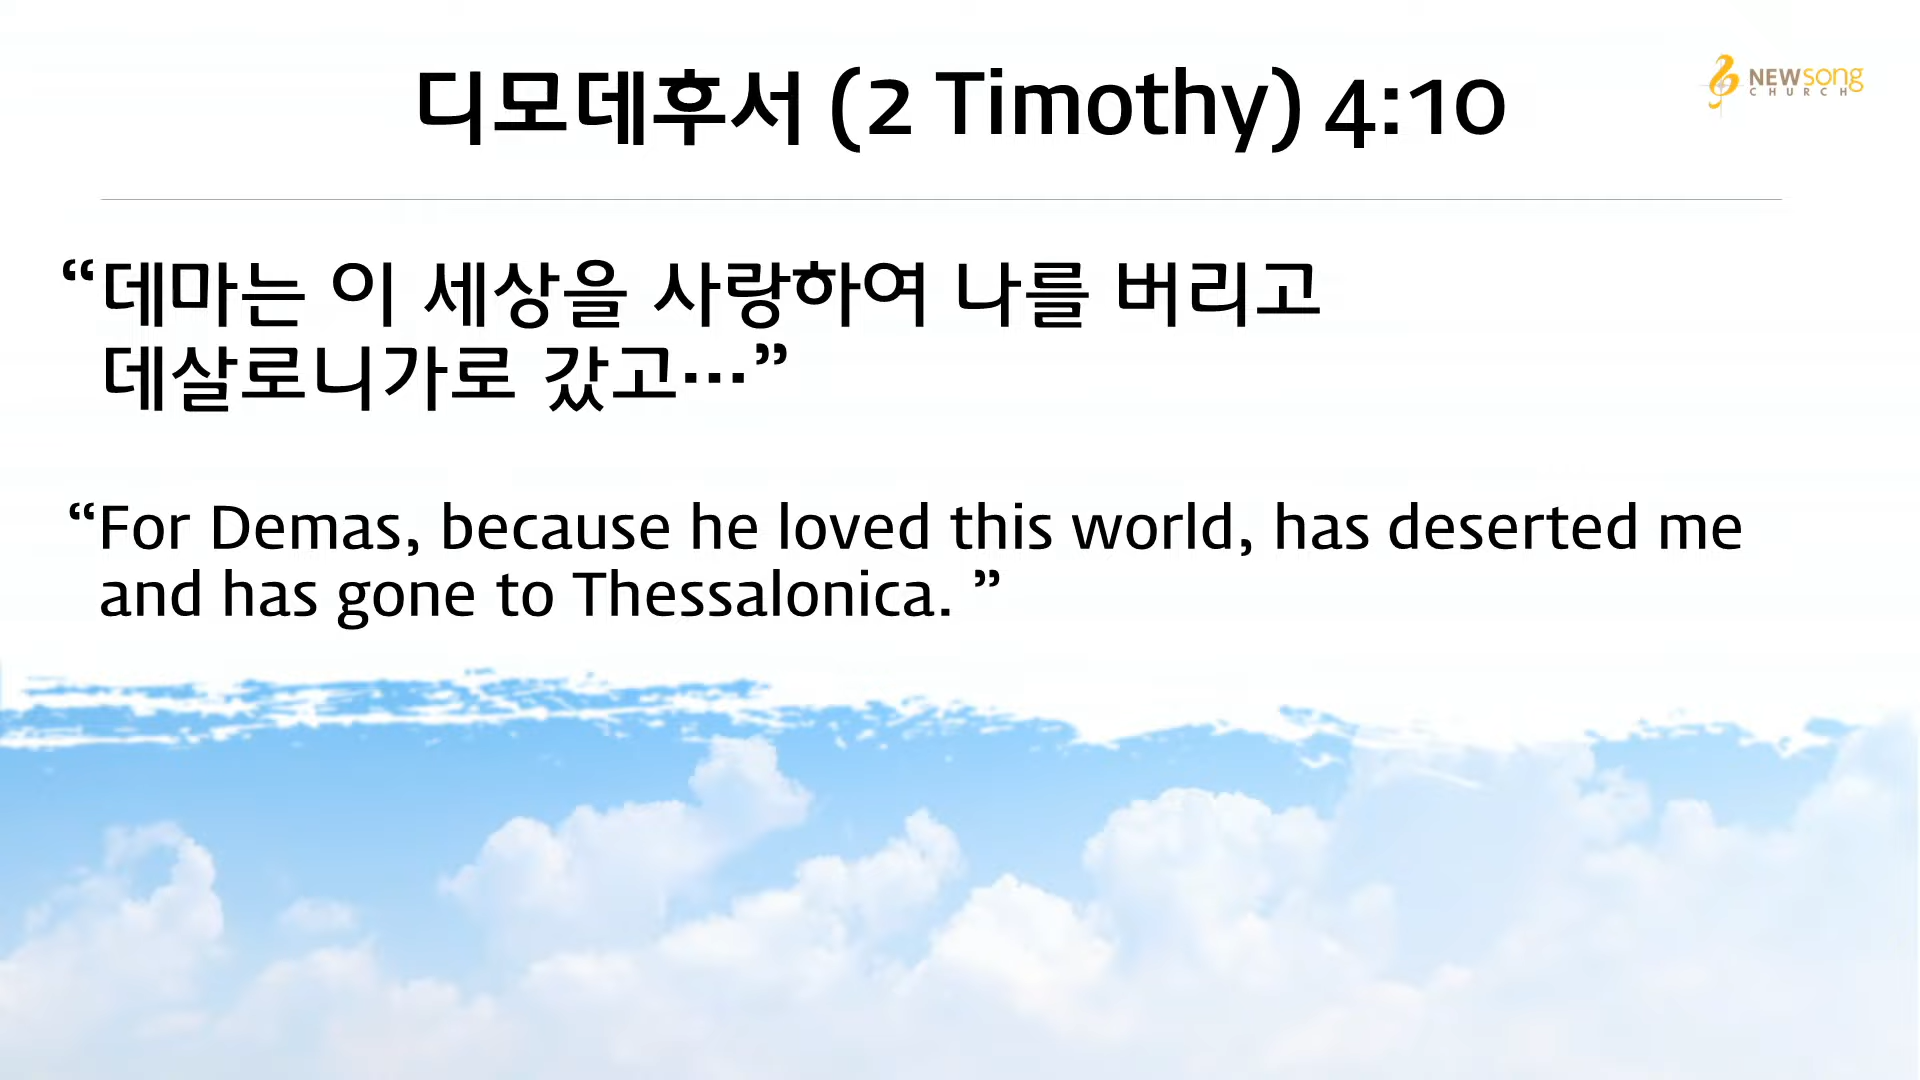 디모데후서 (2 Timothy) 4:10
NEWsong
CHURCH
“데마는 이 세상을 사랑하여 나를 버리고
데살로니가로 갔고…”
“For Demas, because he loved this world, has deserted me
and has gone to Thessalonica. ”